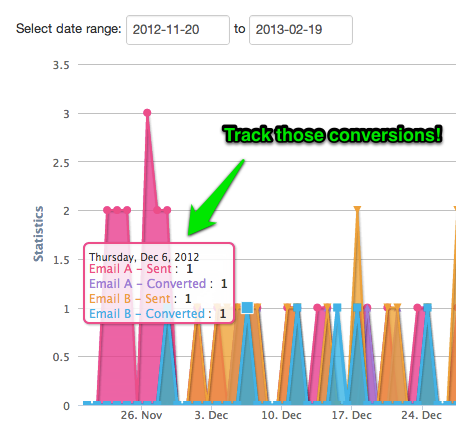 Select date range: 2012-11-20 to 2013-02-19
3.5
3
Track those conversions!
2.5
2
Statistics
Thursday, Dec 6, 2012
Email A – Sent : 1
Email A – Converted : 1
Email B – Sent : 1
Email B – Converted : 1
1
0.5
0
26. Nov 3. Dec 10. Dec 17. Dec 24. Dec